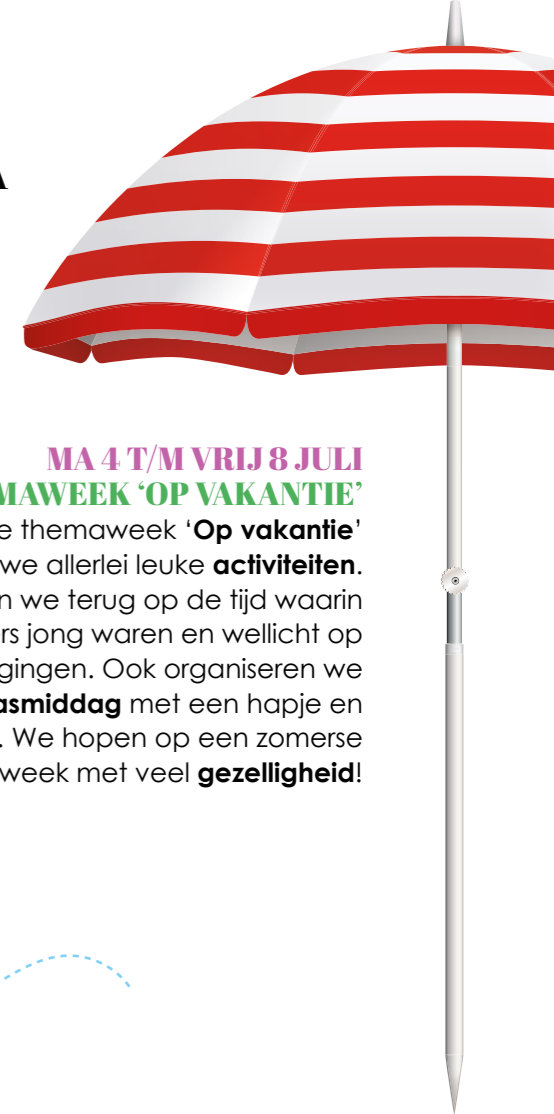 MA 4 T/M VRIJ 8 JULI
MAWEEK ‘OP VAKANTIE’
e themaweek ‘Op vakantie’
we allerlei leuke activiteiten.
n we terug op de tijd waarin
rs jong waren en wellicht op
gingen. Ook organiseren we
asmiddag met een hapje en
. We hopen op een zomerse
week met veel gezelligheid!